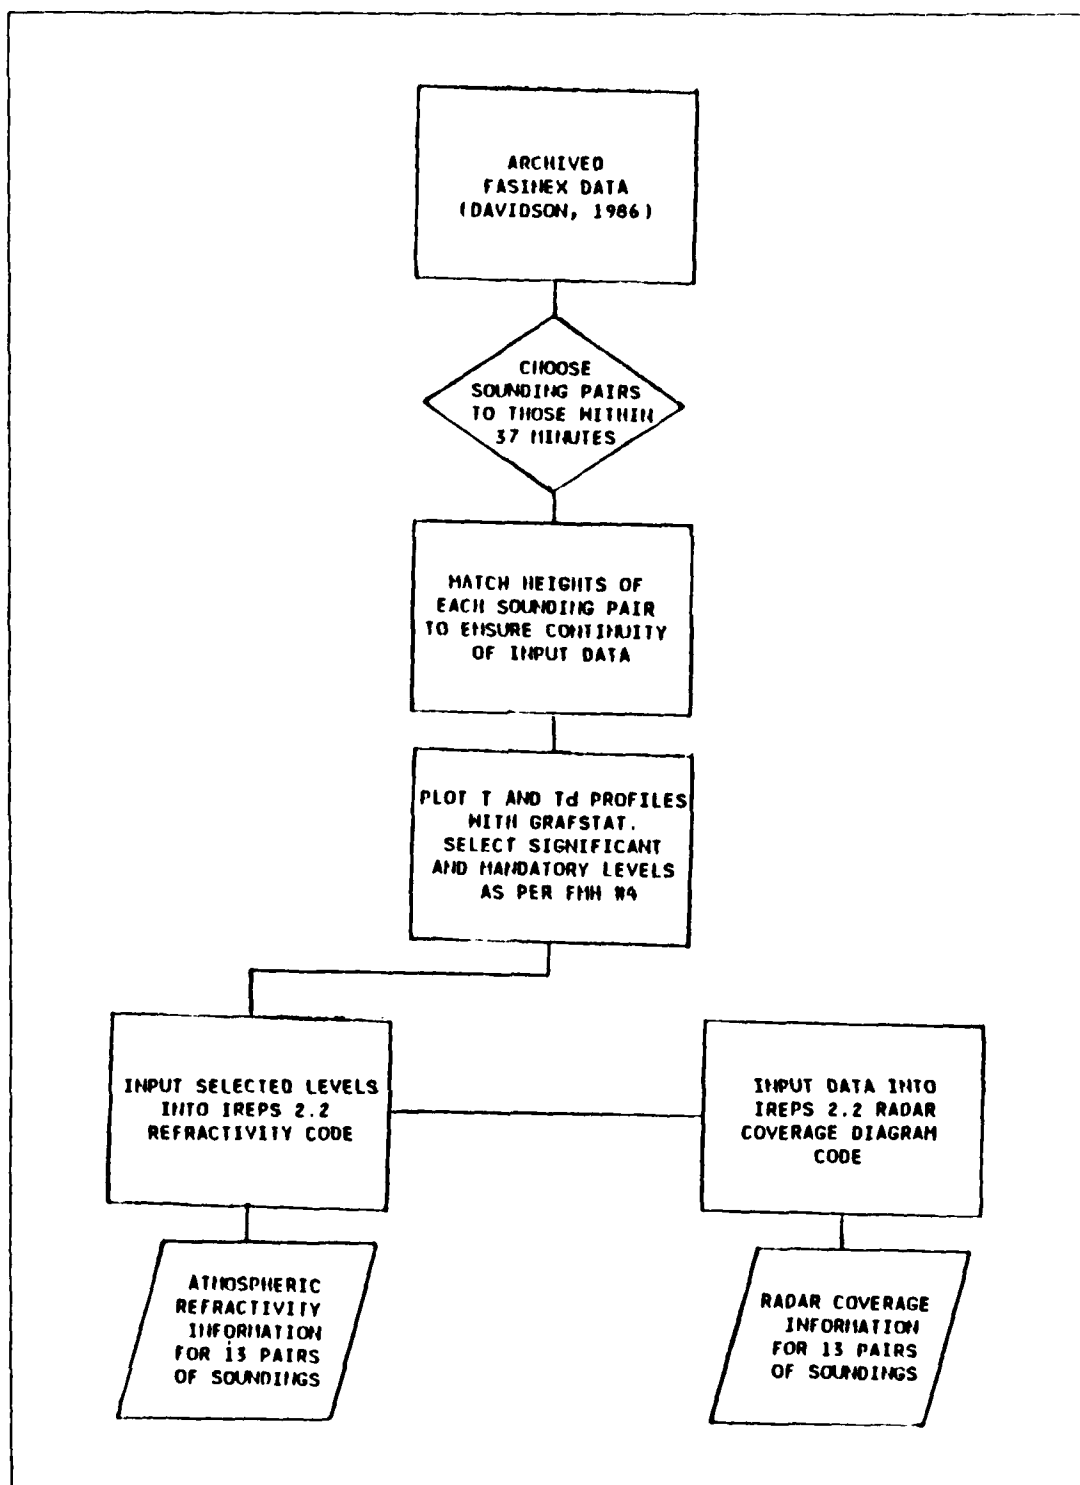 ARCHIVED
FASINEX DATA
(DAVIDSON, 1986)
CHOOSE
SOUNDING PAIRS
TO THOSE WITHIN
37 MINUTES
MATCH HEIGHTS OF
EACH SOUNDING PAIR
TO ENSURE CONTINUITY
OF INPUT DATA
PLOT T AND Td PROFILES
WITH GRAFSTAT.
SELECT SIGNIFICANT
AND MANDATORY LEVELS
AS PER FMH #4
INPUT SELECTED LEVELS
INTO IREPS 2.2
REFRACTIVITY CODE
INPUT DATA INTO
IREPS 2.2 RADAR
COVERAGE DIAGRAM
CODE
ATMOSPHERIC
REFRACTIVITY
INFORMATION
FOR 13 PAIRS
OF SOUNDINGS
RADAR COVERAGE
INFORMATION
FOR 13 PAIRS
OF SOUNDINGS